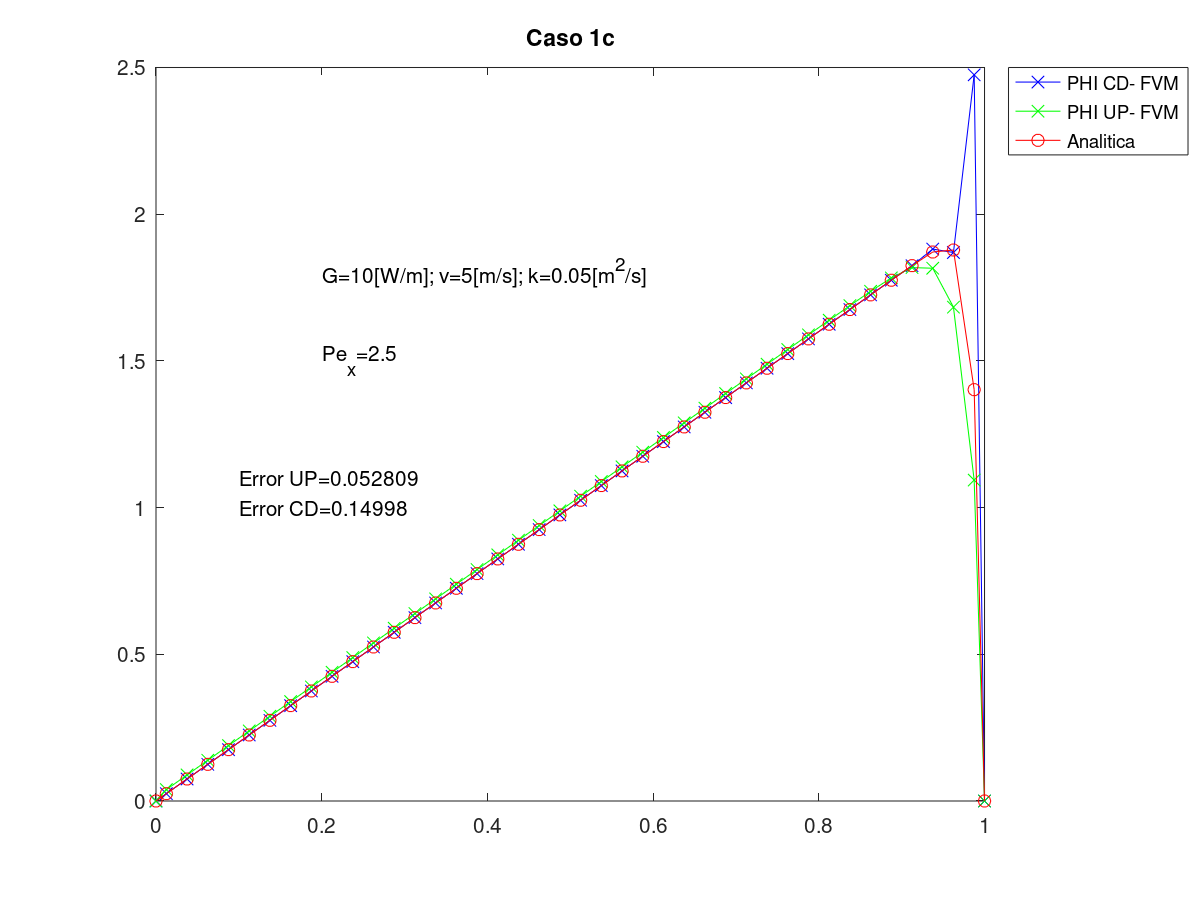 Caso 1c
PHI CD- FVM
PHI UP- FVM
Analitica
2.5
2
1.5
1
0.5
0
G=10[W/m]; v=5[m/s]; k=0.05[m²/s]
Peₓ=2.5
Error UP=0.052809
Error CD=0.14998
0 0.2 0.4 0.6 0.8 1